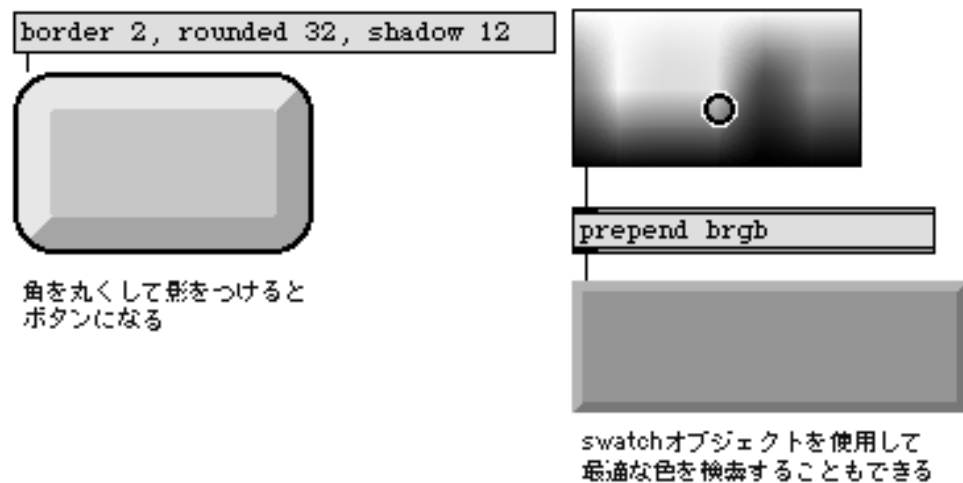 border 2, rounded 32, shadow 12
角を丸くして影をつけると
ボタンになる
prepend brgb
swatchオブジェクトを使用して
最適な色を検索することもできる